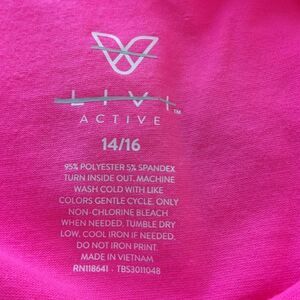 LIVI™
ACTIVE
14/16
95% POLYESTER 5% SPANDEX
TURN INSIDE OUT. MACHINE
WASH COLD WITH LIKE
COLORS GENTLE CYCLE. ONLY
NON-CHLORINE BLEACH
WHEN NEEDED. TUMBLE DRY
LOW. COOL IRON IF NEEDED.
DO NOT IRON PRINT.
MADE IN VIETNAM
RN118641 · TBS3011048